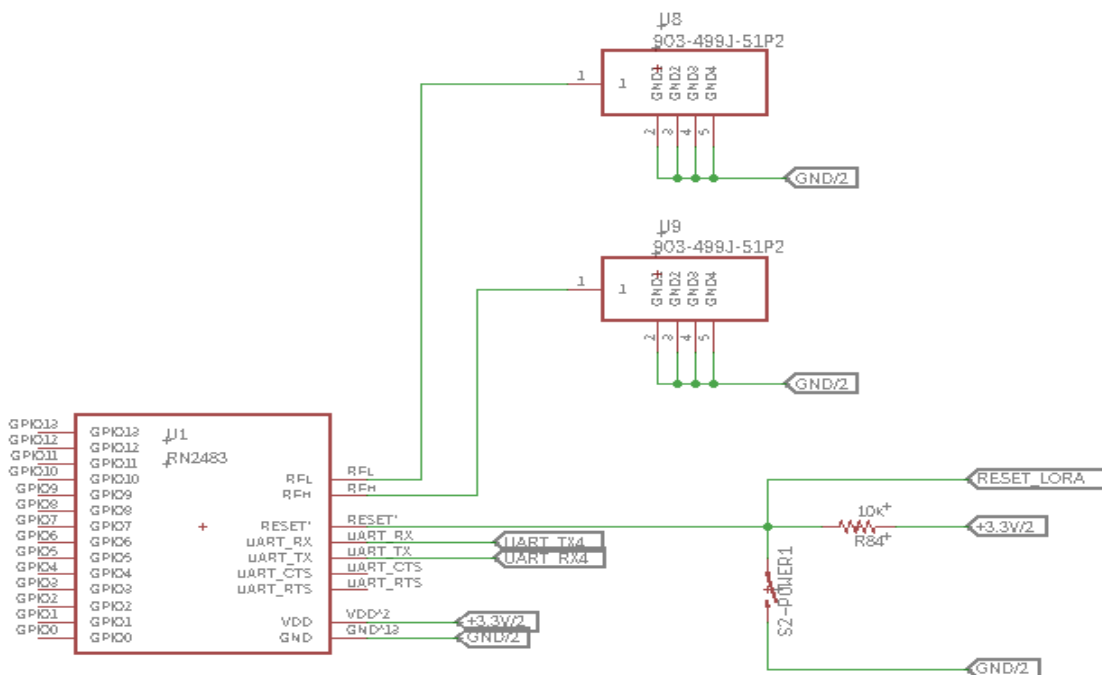 U8
903-499J-51P2
1
1
GND1
GND2
GND3
GND4
2
3
4
5
GND/2
U9
903-499J-51P2
1
1
GND1
GND2
GND3
GND4
2
3
4
5
GND/2
GPIO13
GPIO12
GPIO11
GPIO10
GPIO9
GPIO8
GPIO7
GPIO6
GPIO5
GPIO4
GPIO3
GPIO2
GPIO1
GPIO0
GPIO13
GPIO12
GPIO11
GPIO10
GPIO9
GPIO8
GPIO7
GPIO6
GPIO5
GPIO4
GPIO3
GPIO2
GPIO1
GPIO0
U1
RN2483
RFL
RFH
RESET'
UART_RX
UART_TX
UART_CTS
UART_RTS
VDD
GND
RFL
RFH
RESET'
UART_RX
UART_TX
UART_CTS
UART_RTS
VDD^2
GND^13
UART_TX4
UART_RX4
+3.3V/2
GND/2
RESET_LORA
10K
R84
+3.3V/2
S2-POWER1
GND/2